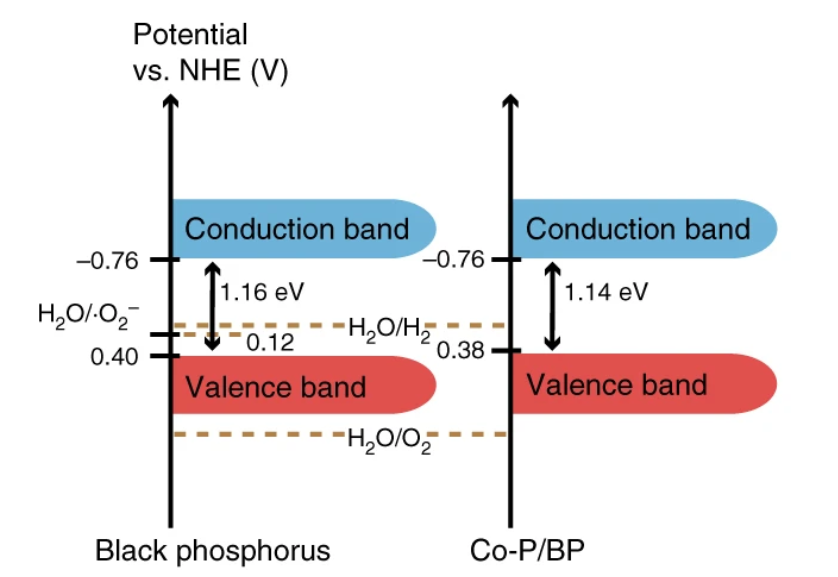 Potential
vs. NHE (V)
Conduction band
Conduction band
−0.76
−0.76
1.16 eV
1.14 eV
H₂O/·O₂⁻
H₂O/H₂
0.12
0.40
0.38
Valence band
Valence band
H₂O/O₂
Black phosphorus
Co-P/BP